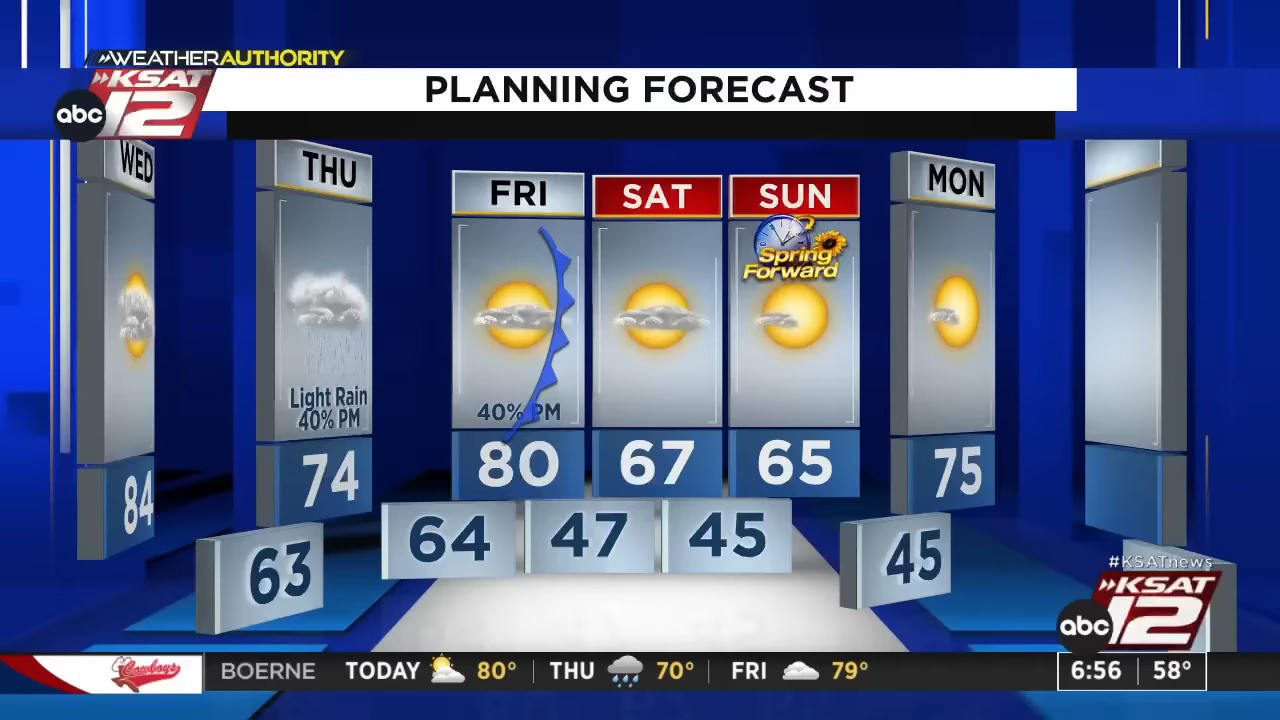 »WEATHERAUTHORITY
»KSAT
abc 12
PLANNING FORECAST
WED
THU
FRI
SAT
SUN
MON
Spring
Forward
Light Rain
40% PM
40% PM
84
74
80
67
65
75
63
64
47
45
45
#KSATnews
»KSAT
abc 12
Cowboys
BOERNE TODAY 80° THU 70° FRI 79°
6:56 58°